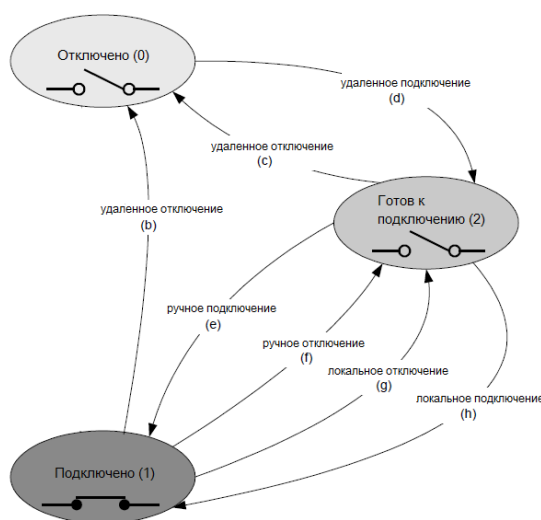 Отключено (0)
удаленное подключение
(d)
удаленное отключение
(c)
удаленное отключение
(b)
Готов к
подключению (2)
ручное подключение
(e)
ручное отключение
(f)
локальное отключение
(g)
локальное подключение
(h)
Подключено (1)